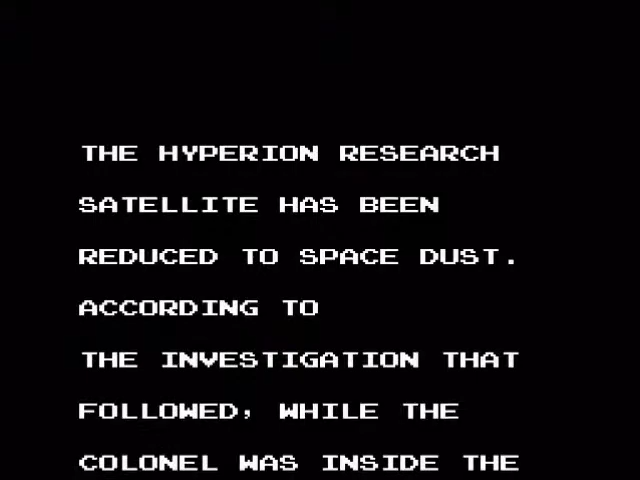 THE HYPERION RESEARCH
SATELLITE HAS BEEN
REDUCED TO SPACE DUST.
ACCORDING TO
THE INVESTIGATION THAT
FOLLOWED, WHILE THE
COLONEL WAS INSIDE THE